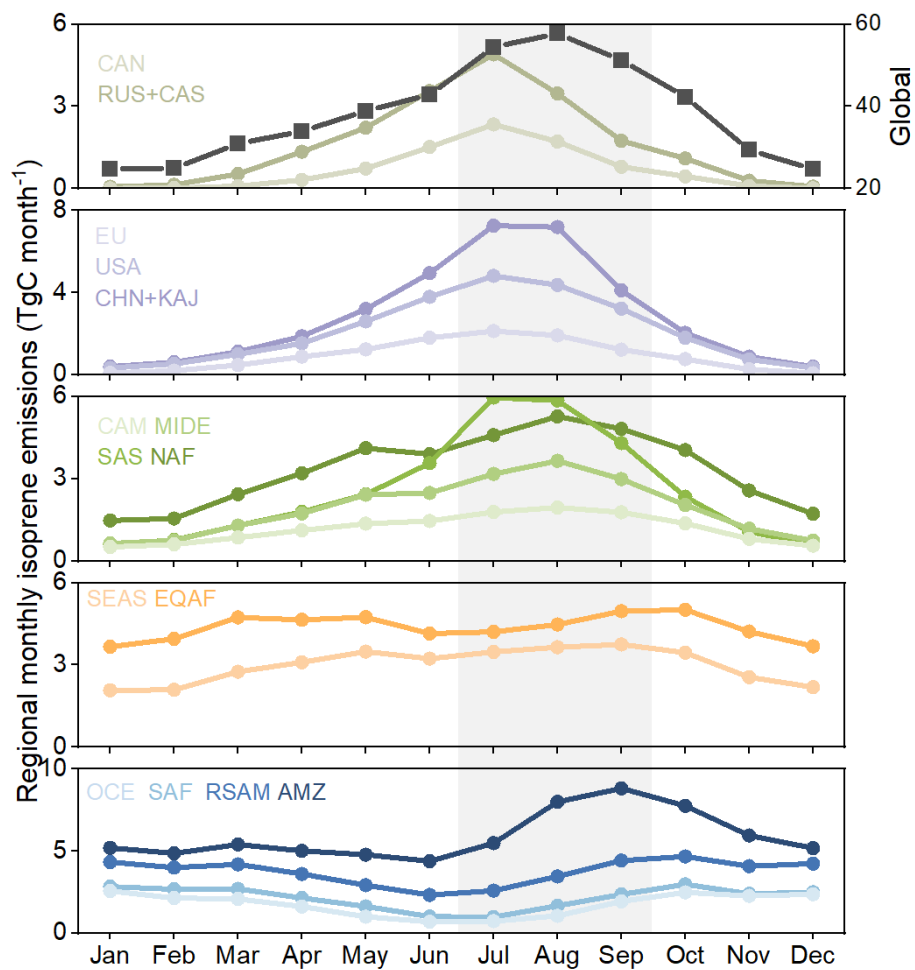 Regional monthly isoprene emissions (TgC month⁻¹)
Global
6
3
0
60
40
20
CAN
RUS+CAS
8
4
0
EU
USA
CHN+KAJ
6
3
0
CAM MIDE
SAS NAF
6
3
0
SEAS EQAF
10
5
0
OCE SAF RSAM AMZ
Jan Feb Mar Apr May Jun Jul Aug Sep Oct Nov Dec